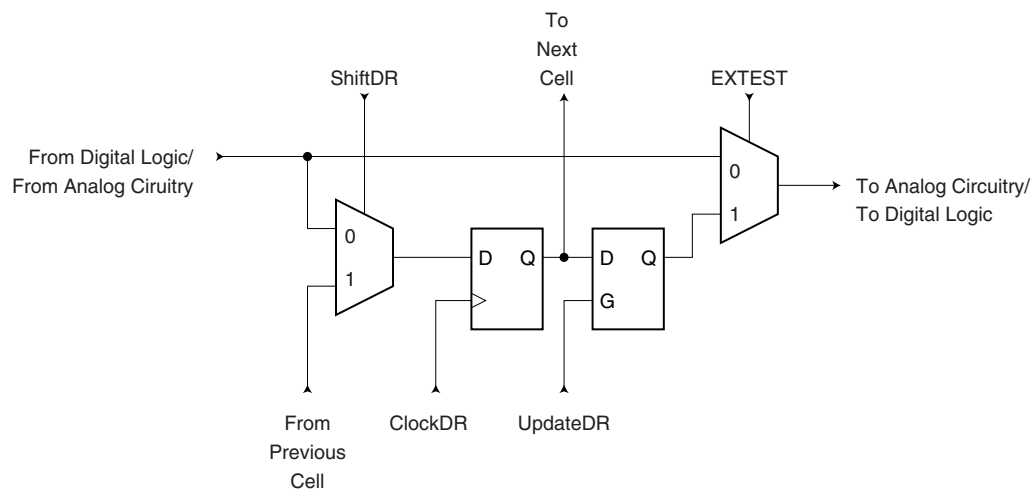 To
Next
Cell
ShiftDR
EXTEST
From Digital Logic/
From Analog Ciruitry
0
1
To Analog Circuitry/
To Digital Logic
0
1
D Q
D Q
G
From
Previous
Cell
ClockDR
UpdateDR